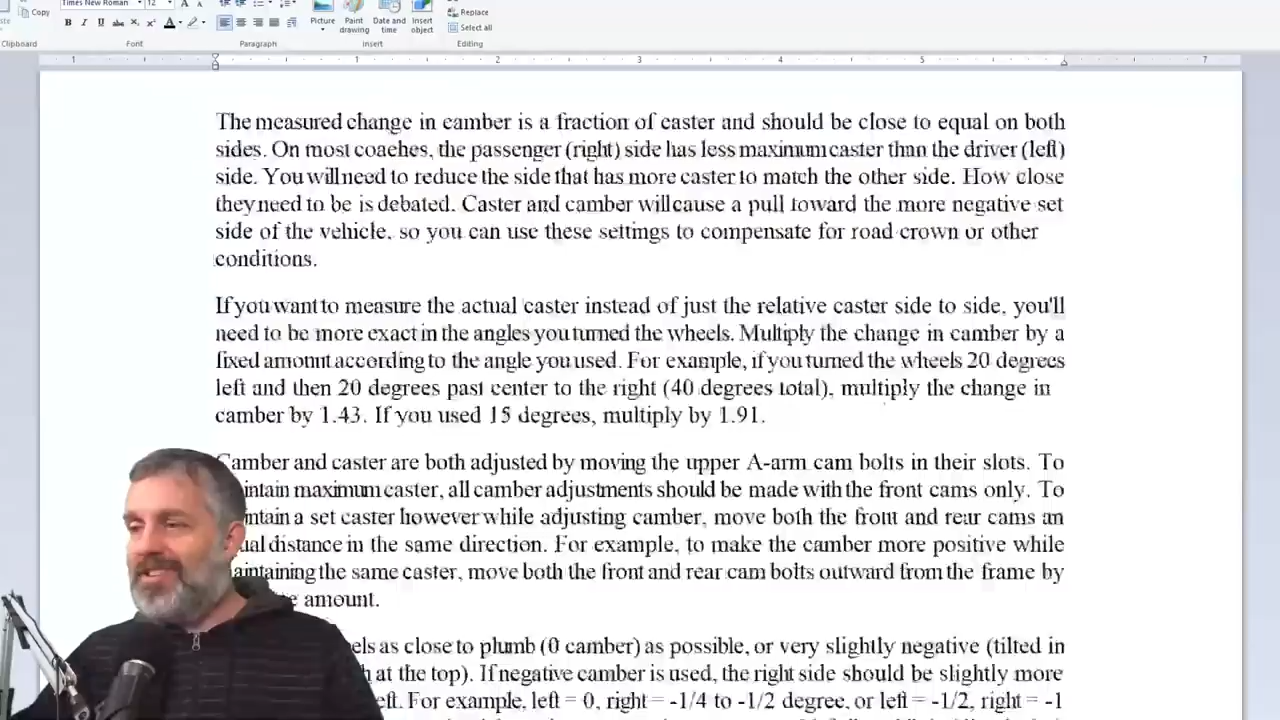 Copy
Times New Roman
12
Clipboard
Font
Paragraph
Picture
Paint drawing
Date and time
Insert object
Insert
Replace
Select all
Editing
1 1 2 3 4 5 7
The measured change in camber is a fraction of caster and should be close to equal on both
sides. On most coaches, the passenger (right) side has less maximum caster than the driver (left)
side. You will need to reduce the side that has more caster to match the other side. How close
they need to be is debated. Caster and camber will cause a pull toward the more negative set
side of the vehicle, so you can use these settings to compensate for road crown or other
conditions.
If you want to measure the actual caster instead of just the relative caster side to side, you'll
need to be more exact in the angles you turned the wheels. Multiply the change in camber by a
fixed amount according to the angle you used. For example, if you turned the wheels 20 degrees
left and then 20 degrees past center to the right (40 degrees total), multiply the change in
camber by 1.43. If you used 15 degrees, multiply by 1.91.
Camber and caster are both adjusted by moving the upper A-arm cam bolts in their slots. To
maximum caster, all camber adjustments should be made with the front cams only. To
a set caster however while adjusting camber, move both the front and rear cams an
distance in the same direction. For example, to make the camber more positive while
the same caster, move both the front and rear cam bolts outward from the frame by
amount.
as close to plumb (0 camber) as possible, or very slightly negative (tilted in
at the top). If negative camber is used, the right side should be slightly more
For example, left = 0, right = -1/4 to -1/2 degree, or left = -1/2, right = -1